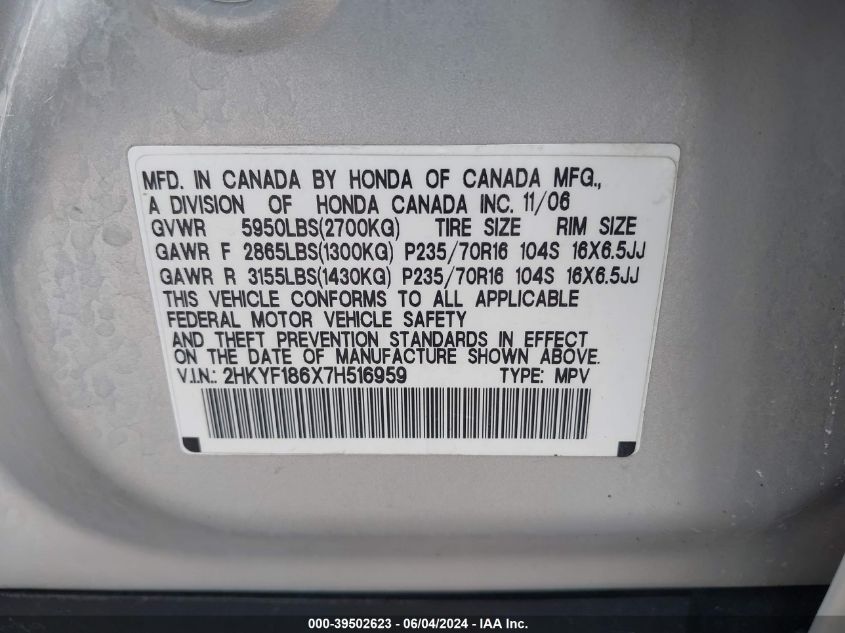 MFD. IN CANADA BY HONDA OF CANADA MFG.,
A DIVISION OF HONDA CANADA INC. 11/06
GVWR 5950LBS(2700KG) TIRE SIZE RIM SIZE
GAWR F 2865LBS(1300KG) P235/70R16 104S 16X6.5JJ
GAWR R 3155LBS(1430KG) P235/70R16 104S 16X6.5JJ
THIS VEHICLE CONFORMS TO ALL APPLICABLE
FEDERAL MOTOR VEHICLE SAFETY
AND THEFT PREVENTION STANDARDS IN EFFECT
ON THE DATE OF MANUFACTURE SHOWN ABOVE.
V.I.N.: 2HKYF186X7H516959 TYPE: MPV
000-39502623 - 06/04/2024 - IAA Inc.